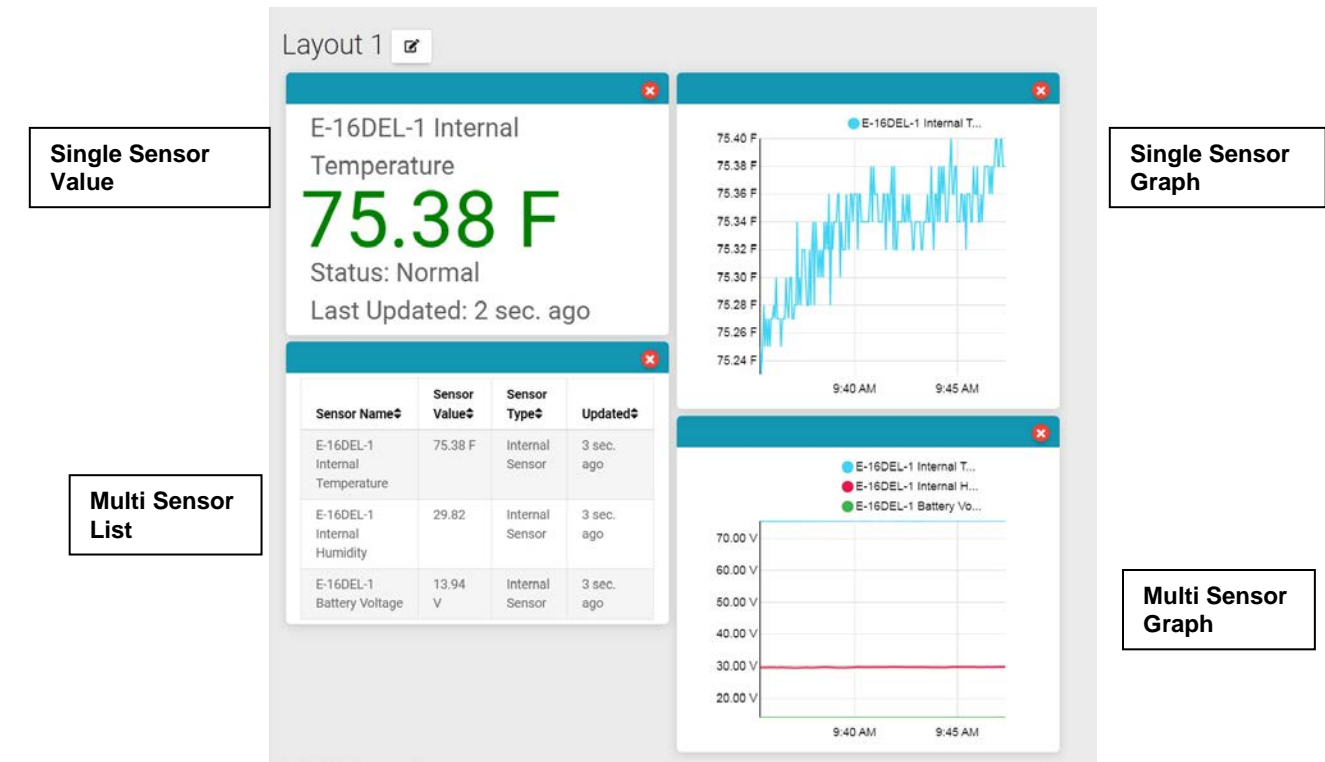 Layout 1
Single Sensor
Value
E-16DEL-1 Internal
Temperature
75.38 F
Status: Normal
Last Updated: 2 sec. ago
Single Sensor
Graph
E-16DEL-1 Internal T...
75.40 F
75.38 F
75.36 F
75.34 F
75.32 F
75.30 F
75.28 F
75.26 F
75.24 F
9:40 AM 9:45 AM
Multi Sensor
List
Sensor Name Sensor Value Sensor Type Updated
E-16DEL-1 Internal Temperature 75.38 F Internal Sensor 3 sec. ago
E-16DEL-1 Internal Humidity 29.82 Internal Sensor 3 sec. ago
E-16DEL-1 Battery Voltage 13.94 V Internal Sensor 3 sec. ago
Multi Sensor
Graph
E-16DEL-1 Internal T...
E-16DEL-1 Internal H...
E-16DEL-1 Battery Vo...
70.00 V
60.00 V
50.00 V
40.00 V
30.00 V
20.00 V
9:40 AM 9:45 AM